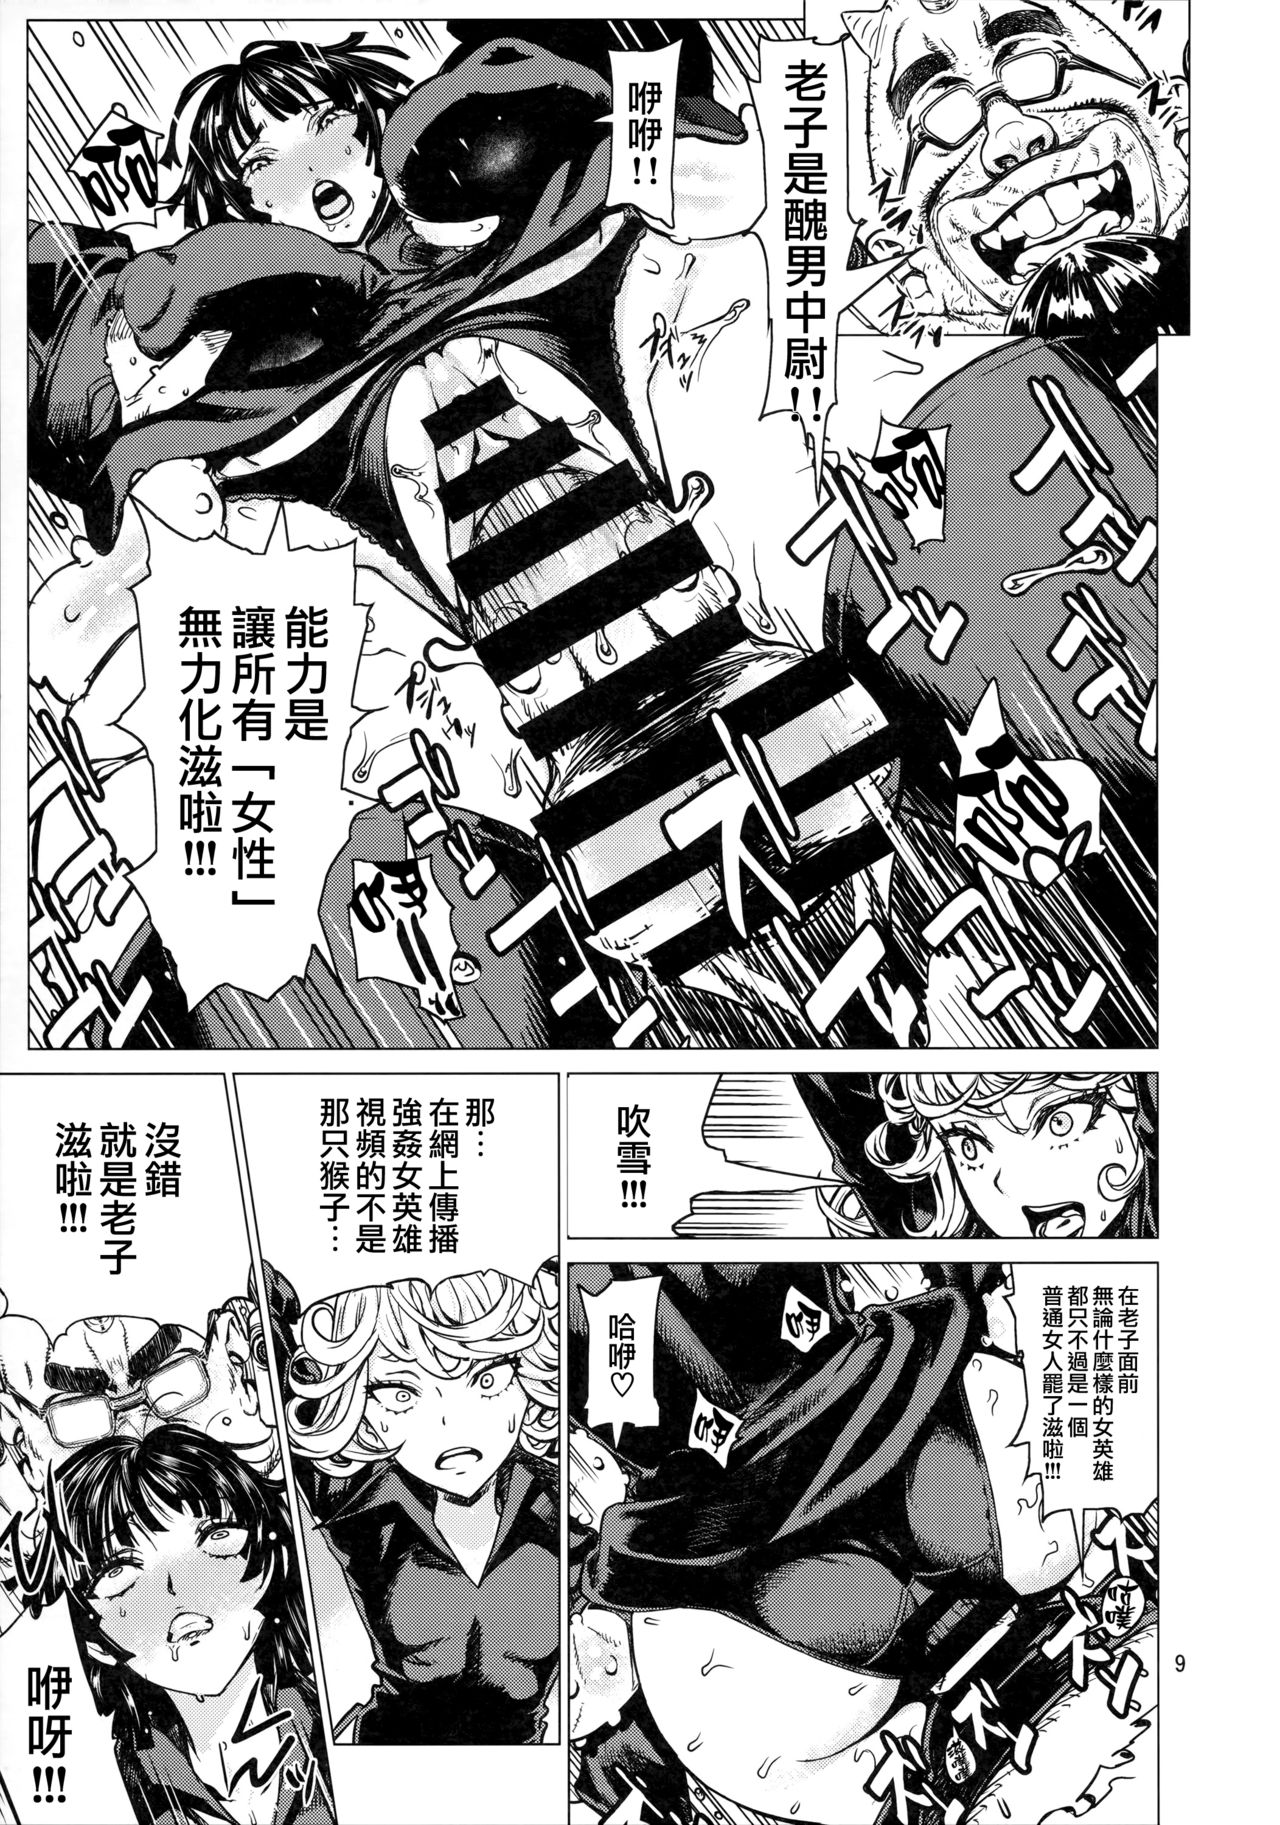 老子是醜男中尉!!
咿咿!!
能力是
讓所有「女性」
無力化滋啦!!!
吹雪!!!
在老子面前
無論什麼樣的女英雄
都只不過是一個
普通女人罷了滋啦!!!
哈咿♡
那…
在網上傳播
強姦女英雄
視頻的不是
那只猴子…
沒錯
就是老子
滋啦!!!
咿呀!!!
9